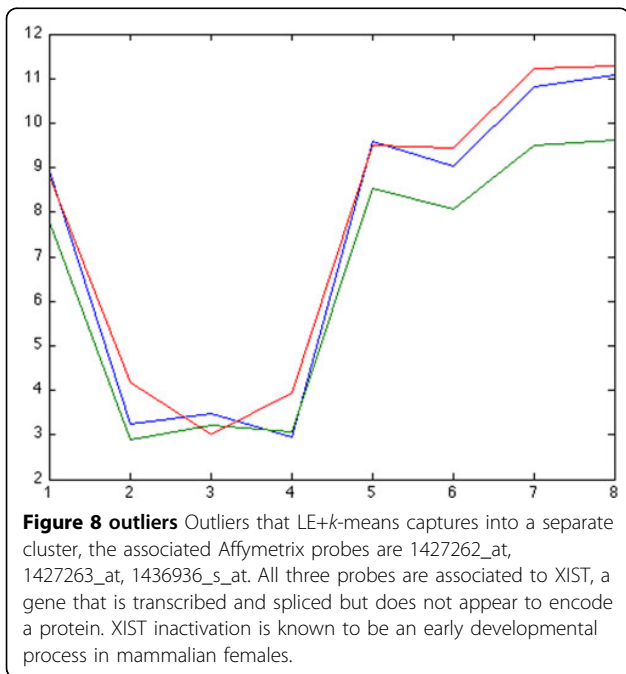 12
11
10
9
8
7
6
5
4
3
2
1 2 3 4 5 6 7 8
Figure 8 outliers Outliers that LE+k-means captures into a separate
cluster, the associated Affymetrix probes are 1427262_at,
1427263_at, 1436936_s_at. All three probes are associated to XIST, a
gene that is transcribed and spliced but does not appear to encode
a protein. XIST inactivation is known to be an early developmental
process in mammalian females.